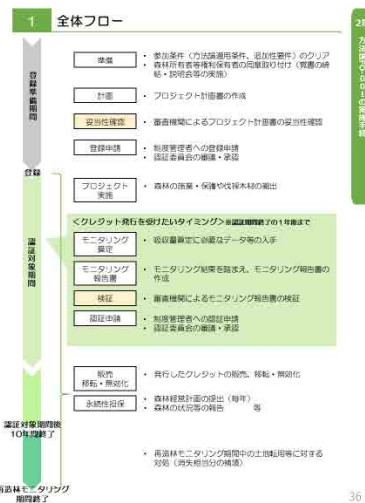 1 全体フロー
登録準備期間
準備
・ 参加条件（方法論適用条件、追加性要件）のクリア
・ 森林所有者等権利保有者の同意取り付け（覚書の締結・説明会等の実施）
計画
・ プロジェクト計画書の作成
妥当性確認
・ 審査機関によるプロジェクト計画書の妥当性確認
登録申請
・ 制度管理者への登録申請
・ 認証委員会の審議・承認
登録
プロジェクト
実施
・ 森林の施業・保護や伐採木材の搬出
認証対象期間
＜クレジット発行を受けたいタイミング＞※認証期間終了の1年後まで
モニタリング
算定
・ 吸収量算定に必要なデータ等の入手
モニタリング
報告書
・ モニタリング結果を踏まえ、モニタリング報告書の
作成
検証
・ 審査機関によるモニタリング報告書の検証
認証申請
・ 制度管理者への認証申請
・ 認証委員会の審議・承認
販売
移転・無効化
・ 発行したクレジットの販売、移転・無効化
永続性担保
・ 森林経営計画の提出（毎年）
・ 森林の状況等の報告 等
認証対象期間後
10年間終了
・ 再造林モニタリング期間中の土地転用等に対する
対処（消失相当分の補填）
再造林モニタリング
期間終了
36